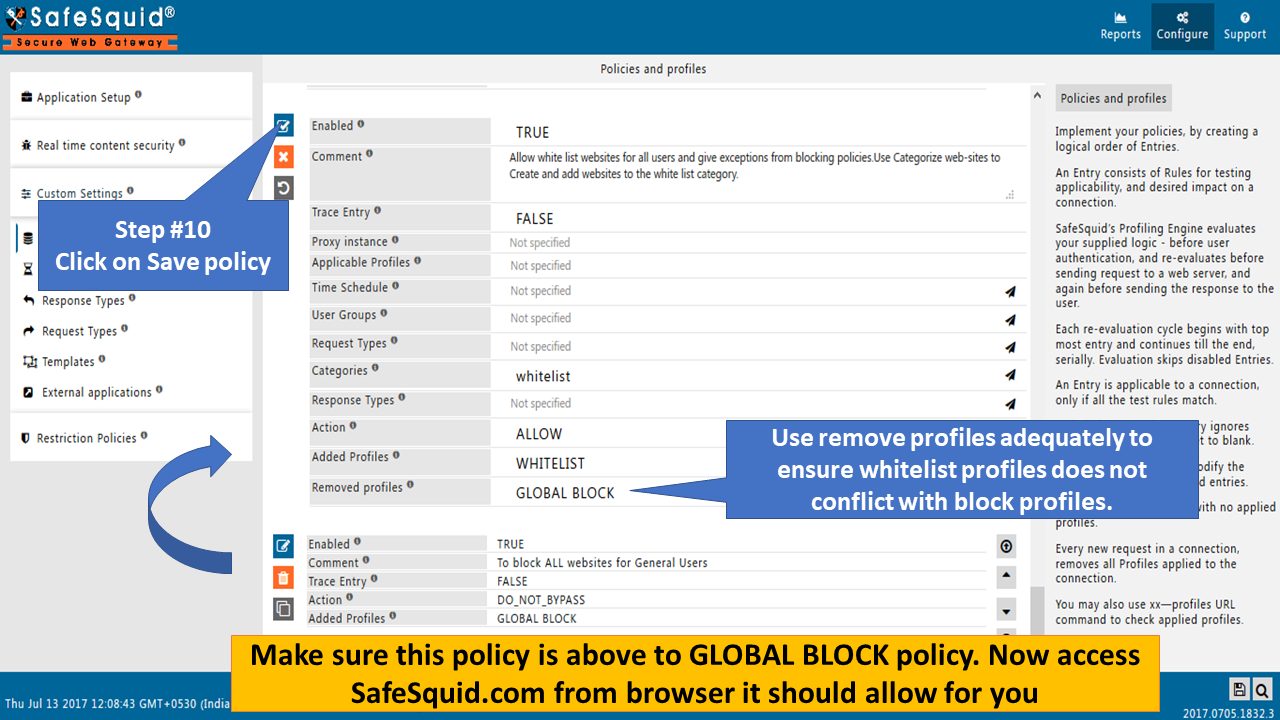 SafeSquid®
Secure Web Gateway
Reports
Configure
Support
Policies and profiles
Application Setup
Real time content security
Custom Settings
Response Types
Request Types
Templates
External applications
Restriction Policies
Step #10
Click on Save policy
Enabled TRUE
Comment Allow white list websites for all users and give exceptions from blocking policies.Use Categorize web-sites to
Create and add websites to the white list category.
Trace Entry FALSE
Proxy instance Not specified
Applicable Profiles Not specified
Time Schedule Not specified
User Groups Not specified
Request Types Not specified
Categories whitelist
Response Types Not specified
Action ALLOW
Added Profiles WHITELIST
Removed profiles GLOBAL BLOCK
Use remove profiles adequately to
ensure whitelist profiles does not
conflict with block profiles.
Enabled TRUE
Comment To block ALL websites for General Users
Trace Entry FALSE
Action DO_NOT_BYPASS
Added Profiles GLOBAL BLOCK
Policies and profiles
Implement your policies, by creating a
logical order of Entries.
An Entry consists of Rules for testing
applicability, and desired impact on a
connection.
SafeSquid's Profiling Engine evaluates
your supplied logic - before user
authentication, and re-evaluates before
sending request to a web server, and
again before sending the response to the
user.
Each re-evaluation cycle begins with top
most entry and continues till the end,
serially. Evaluation skips disabled Entries.
An Entry is applicable to a connection,
only if all the test rules match.
ignores
to blank.
the
entries.
with no applied
profiles.
Every new request in a connection,
removes all Profiles applied to the
connection.
You may also use xx—profiles URL
command to check applied profiles.
Make sure this policy is above to GLOBAL BLOCK policy. Now access
SafeSquid.com from browser it should allow for you
Thu Jul 13 2017 12:08:43 GMT+0530 (India
2017.0705.1832.3